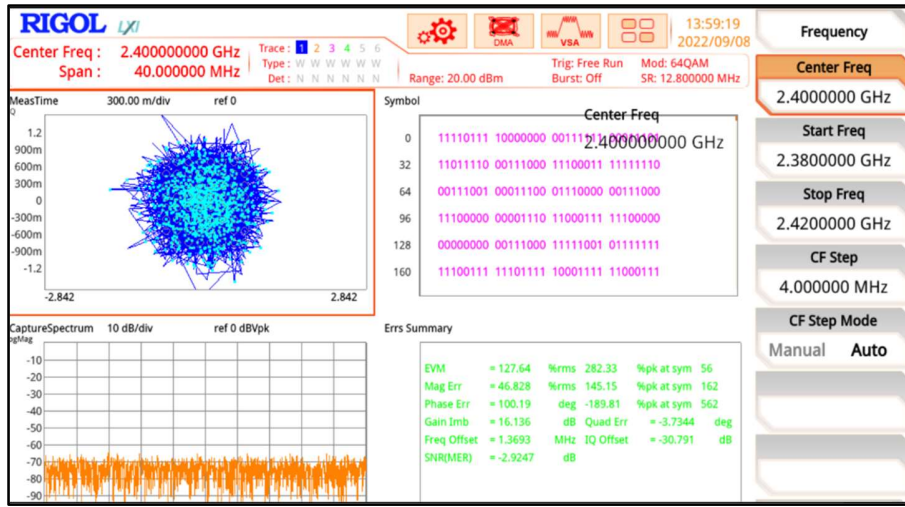 RIGOL LXI
DMA
VSA
13:59:19
2022/09/08
Center Freq : 2.400000000 GHz
Span : 40.000000 MHz
Trace : 1 2 3 4 5 6
Type : W W W W W W
Det : N N N N N N
Range: 20.00 dBm
Trig: Free Run
Burst: Off
Mod: 64QAM
SR: 12.800000 MHz
MeasTime 300.00 m/div ref 0
Q
1.2
900m
600m
300m
0
-300m
-600m
-900m
-1.2
-2.842 2.842
Symbol
Center Freq
2.400000000 GHz
0 11110111 10000000
32 11011110 00111000 11100011 11111110
64 00111001 00011100 01110000 00111000
96 11100000 00001110 11000111 11100000
128 00000000 00111000 11111001 01111111
160 11100111 11101111 10001111 11000111
CaptureSpectrum 10 dB/div ref 0 dBVpk
ogMag
-10
-20
-30
-40
-50
-60
-70
-80
-90
Errs Summary
EVM = 127.64 %rms 282.33 %pk at sym 56
Mag Err = 46.828 %rms 145.15 %pk at sym 162
Phase Err = 100.19 deg -189.81 %pk at sym 562
Gain Imb = 16.136 dB Quad Err = -3.7344 deg
Freq Offset = 1.3693 MHz IQ Offset = -30.791 dB
SNR(MER) = -2.9247 dB
Frequency
Center Freq
2.4000000 GHz
Start Freq
2.3800000 GHz
Stop Freq
2.4200000 GHz
CF Step
4.000000 MHz
CF Step Mode
Manual Auto